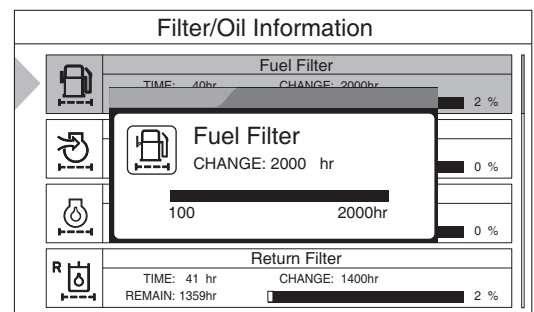 Filter/Oil Information
Fuel Filter
TIME: 40hr CHANGE: 2000hr
2 %
Fuel Filter
CHANGE: 2000 hr
0 %
100 2000hr
0 %
R
Return Filter
TIME: 41 hr CHANGE: 1400hr
REMAIN: 1359hr 2 %